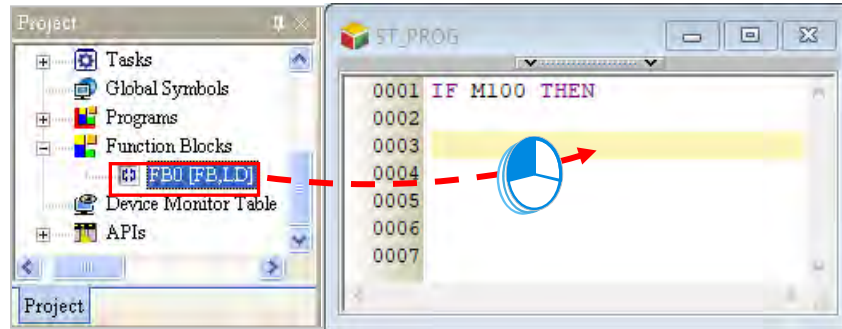 Project
Tasks
Global Symbols
Programs
Function Blocks
FB0 [FB,LD]
Device Monitor Table
APIs
Project
ST_PROG
0001 IF M100 THEN
0002
0003
0004
0005
0006
0007